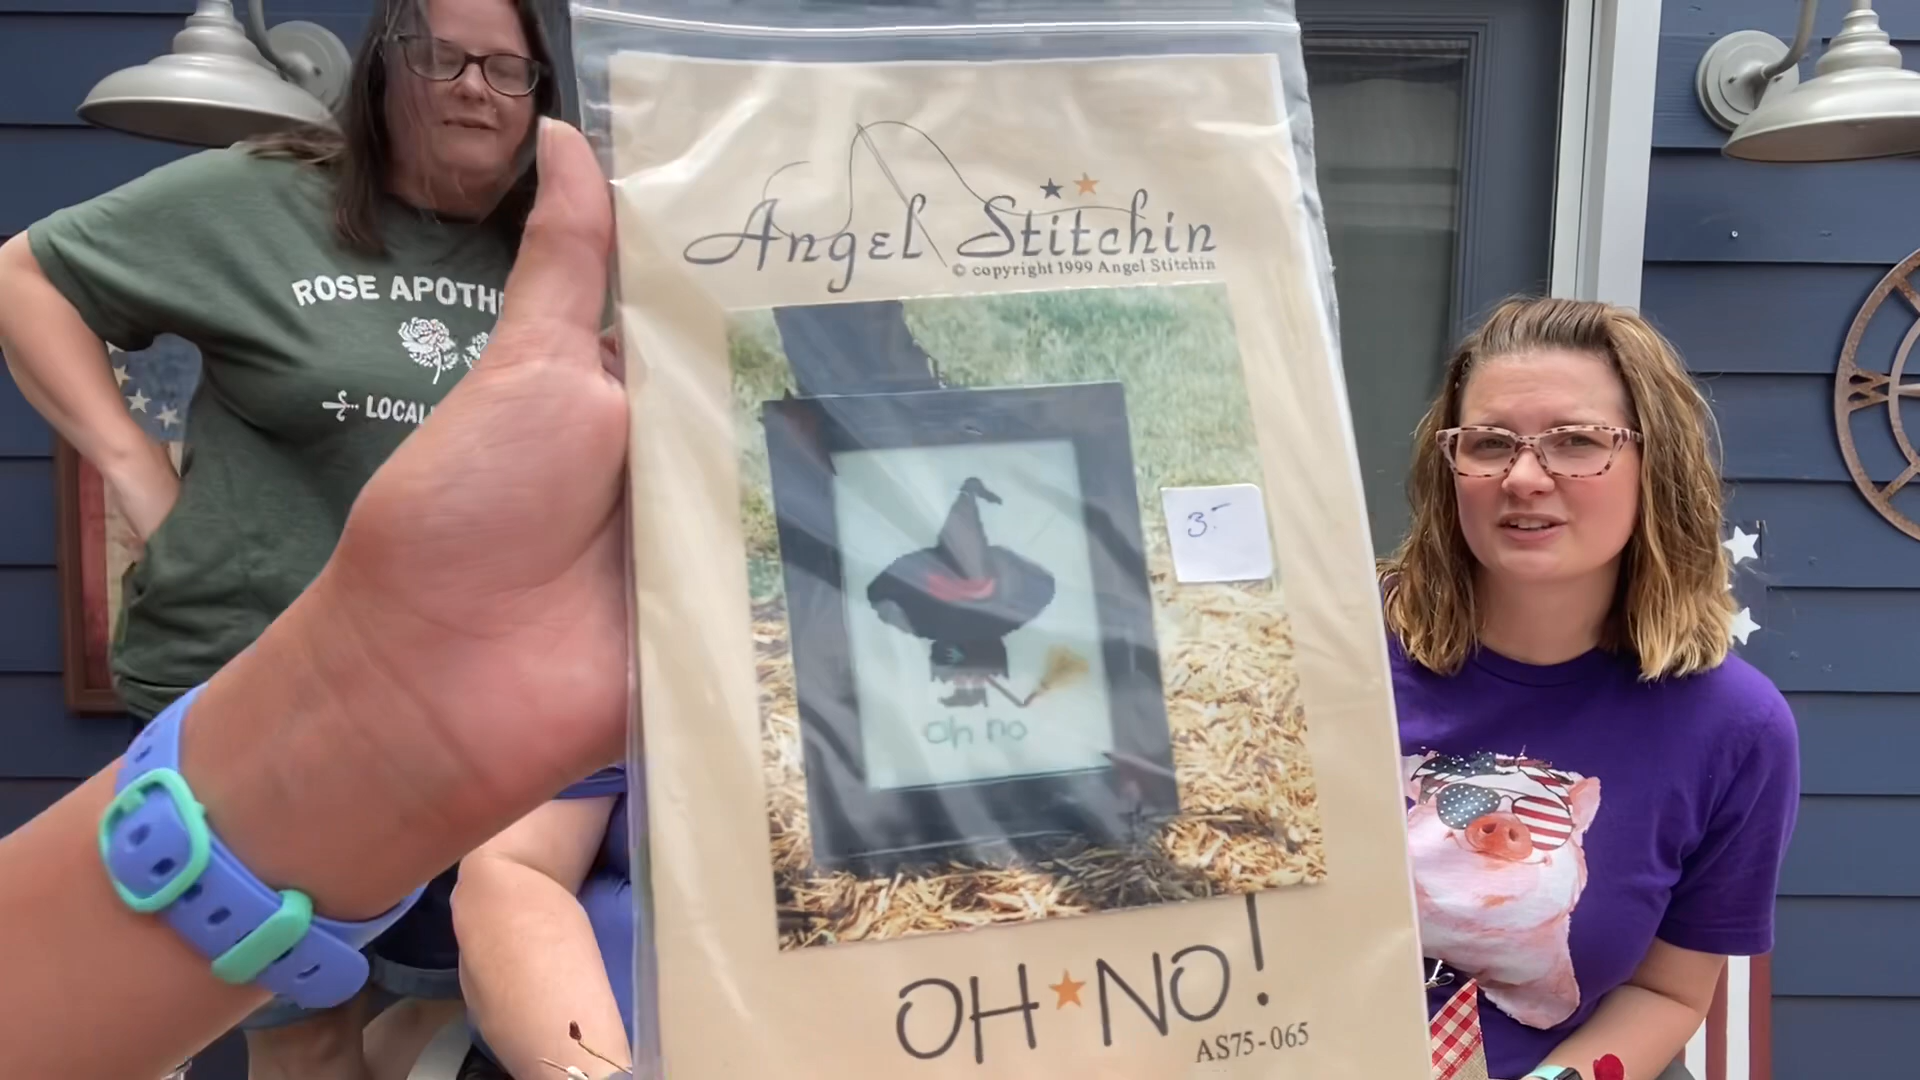 ROSE APOTH
LOCAL
Angel Stitchin
© copyright 1999 Angel Stitchin
3-
oh no
OH NO!
AS75-065
W